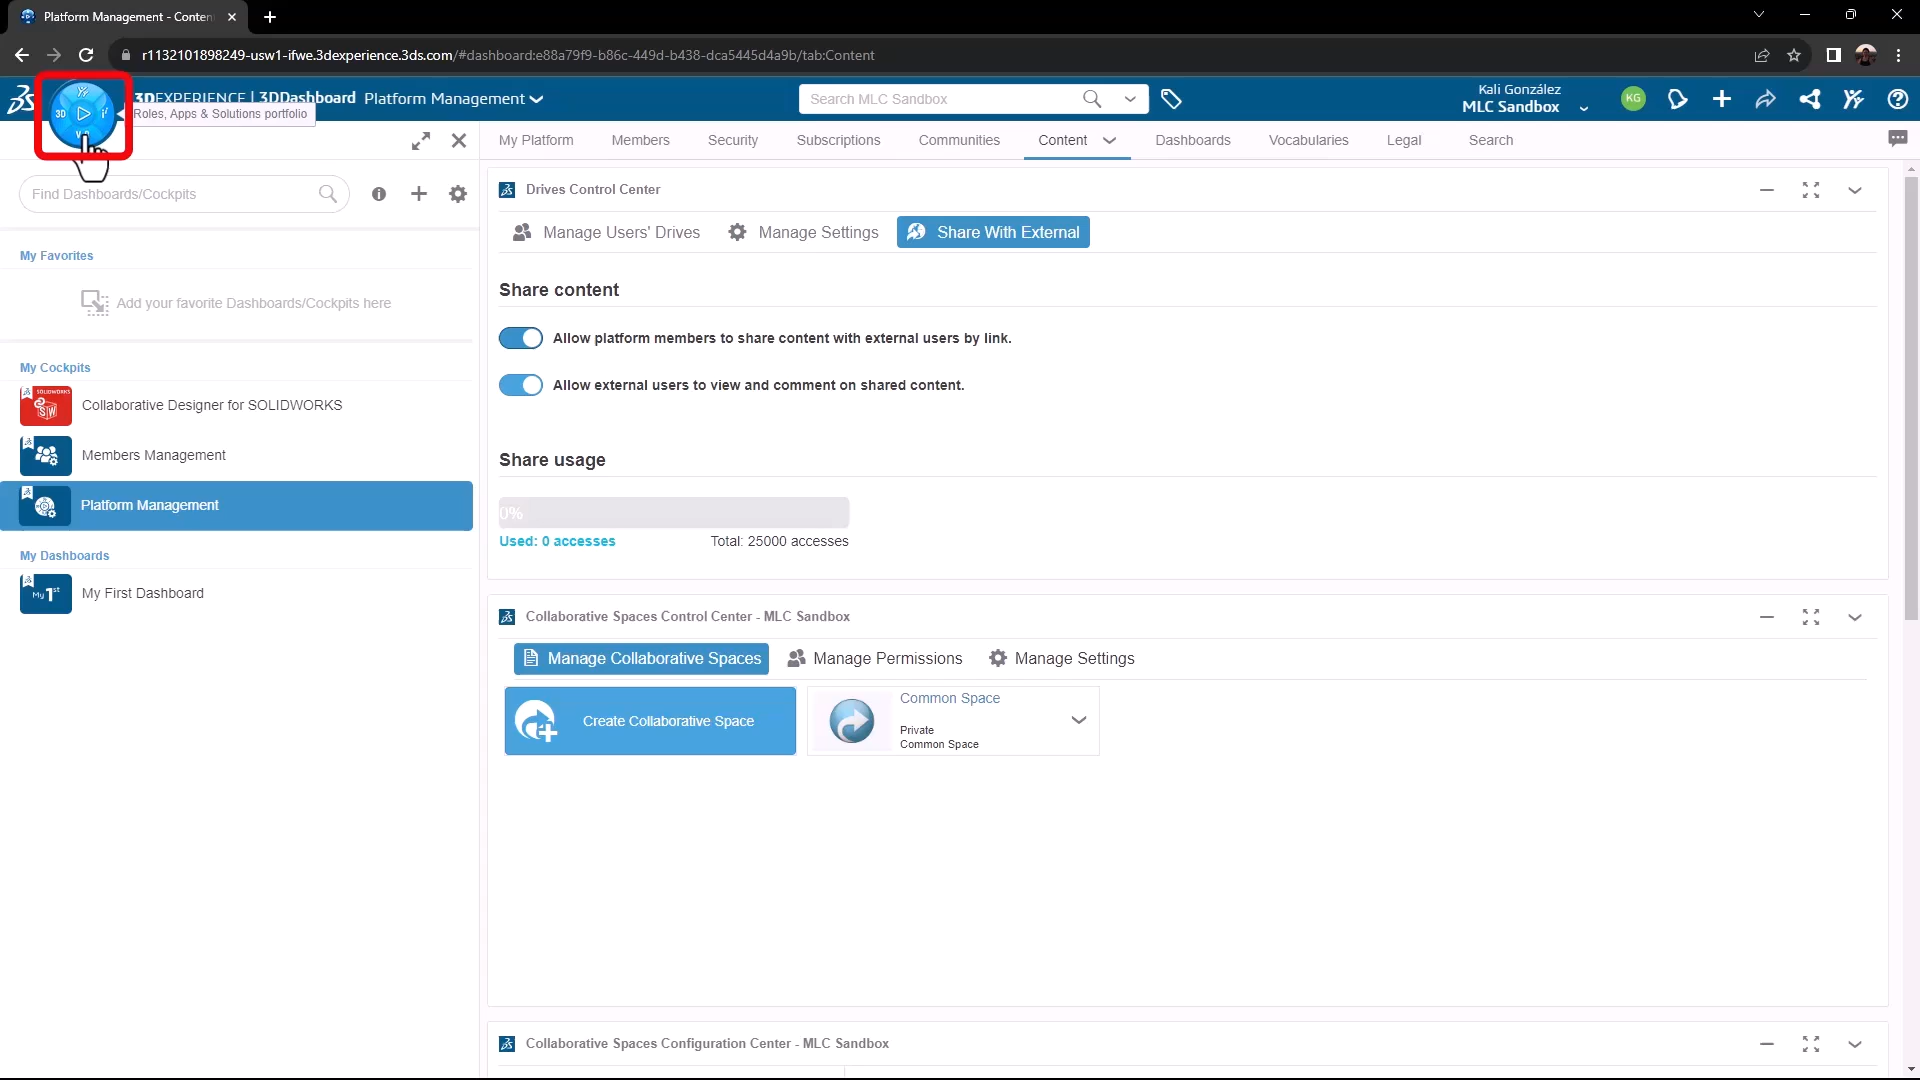 Platform Management - Conten
r1132101898249-usw1-ifwe.3dexperience.3ds.com/#dashboard:e88a79f9-b86c-449d-b438-dca5445d4a9b/tab:Content
3D
3DEXPERIENCE | 3DDashboard Platform Management
Roles, Apps & Solutions portfolio
Search MLC Sandbox
Kali González
MLC Sandbox
KG
My Platform
Members
Security
Subscriptions
Communities
Content
Dashboards
Vocabularies
Legal
Search
Find Dashboards/Cockpits
My Favorites
Add your favorite Dashboards/Cockpits here
My Cockpits
SOLIDWORKS
SW
Collaborative Designer for SOLIDWORKS
Members Management
Platform Management
My Dashboards
My 1st
My First Dashboard
Drives Control Center
Manage Users' Drives
Manage Settings
Share With External
Share content
Allow platform members to share content with external users by link.
Allow external users to view and comment on shared content.
Share usage
0%
Used: 0 accesses
Total: 25000 accesses
Collaborative Spaces Control Center - MLC Sandbox
Manage Collaborative Spaces
Manage Permissions
Manage Settings
Create Collaborative Space
Common Space
Private
Common Space
Collaborative Spaces Configuration Center - MLC Sandbox